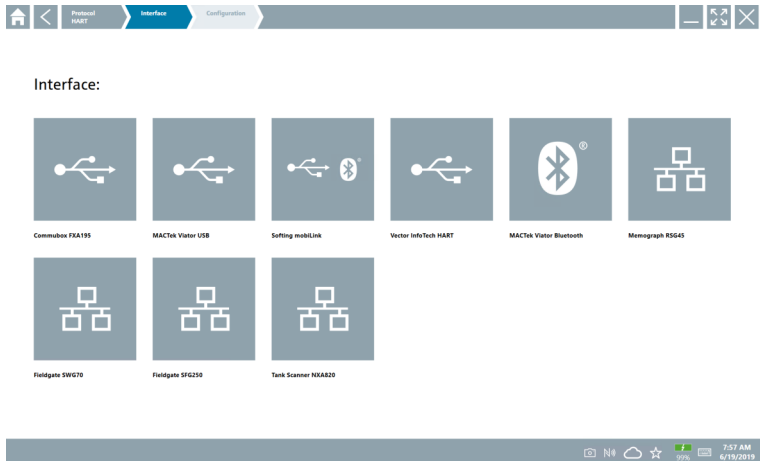 Protocol
HART
Interface
Configuration
Interface:
Commubox FXA195
MACTek Viator USB
Softing mobiLink
Vector InfoTech HART
MACTek Viator Bluetooth
Memograph RSG45
Fieldgate SWG70
Fieldgate SFG250
Tank Scanner NXA820
99%
7:57 AM
6/19/2019